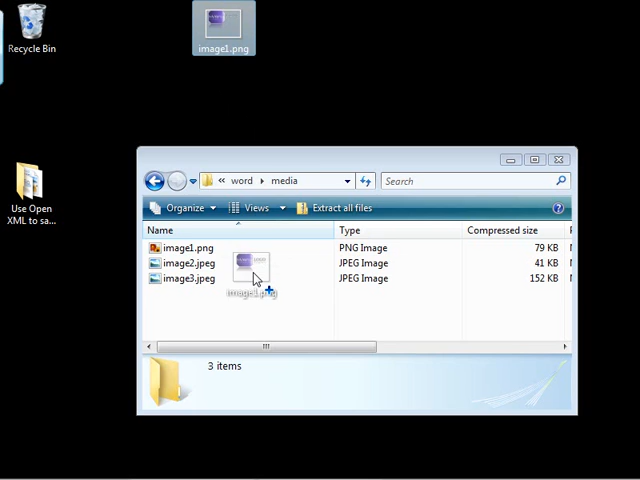 Recycle Bin
image1.png
Use Open
XML to sa...
« word media
Search
Organize Views Extract all files
Name Type Compressed size
image1.png PNG Image 79 KB
image2.jpeg JPEG Image 41 KB
image3.jpeg JPEG Image 152 KB
image1.png
3 items